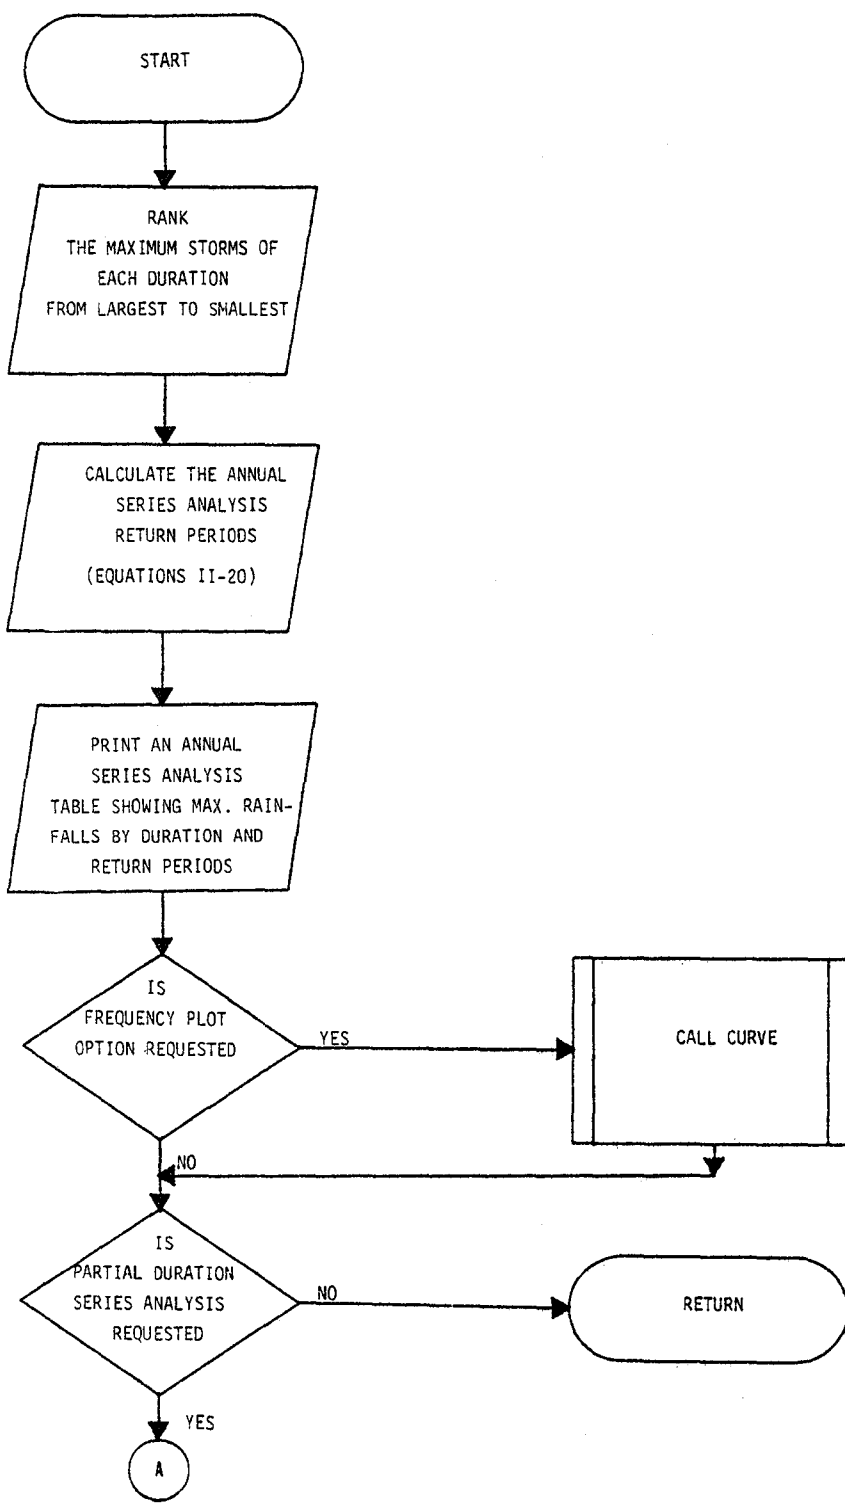 START
RANK
THE MAXIMUM STORMS OF
EACH DURATION
FROM LARGEST TO SMALLEST
CALCULATE THE ANNUAL
SERIES ANALYSIS
RETURN PERIODS
(EQUATIONS II-20)
PRINT AN ANNUAL
SERIES ANALYSIS
TABLE SHOWING MAX. RAIN-
FALLS BY DURATION AND
RETURN PERIODS
IS
FREQUENCY PLOT
OPTION REQUESTED
YES
CALL CURVE
NO
IS
PARTIAL DURATION
SERIES ANALYSIS
REQUESTED
NO
RETURN
YES
A